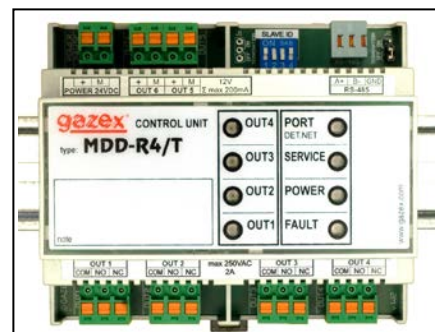 SLAVE ID
ON
+ M + M + M 12V
POWER 24VDC OUT 6 OUT 5 Σ max 200mA
A+ B- GND
RS-485
gazex CONTROL UNIT
type: MDD-R4/T
note
OUT4
OUT3
OUT2
OUT1
PORT
DET.NET
SERVICE
POWER
FAULT
www.gazex.com
OUT 1 OUT 2 max 250VAC OUT 3 OUT 4
COM NO NC COM NO NC 2A COM NO NC COM NO NC